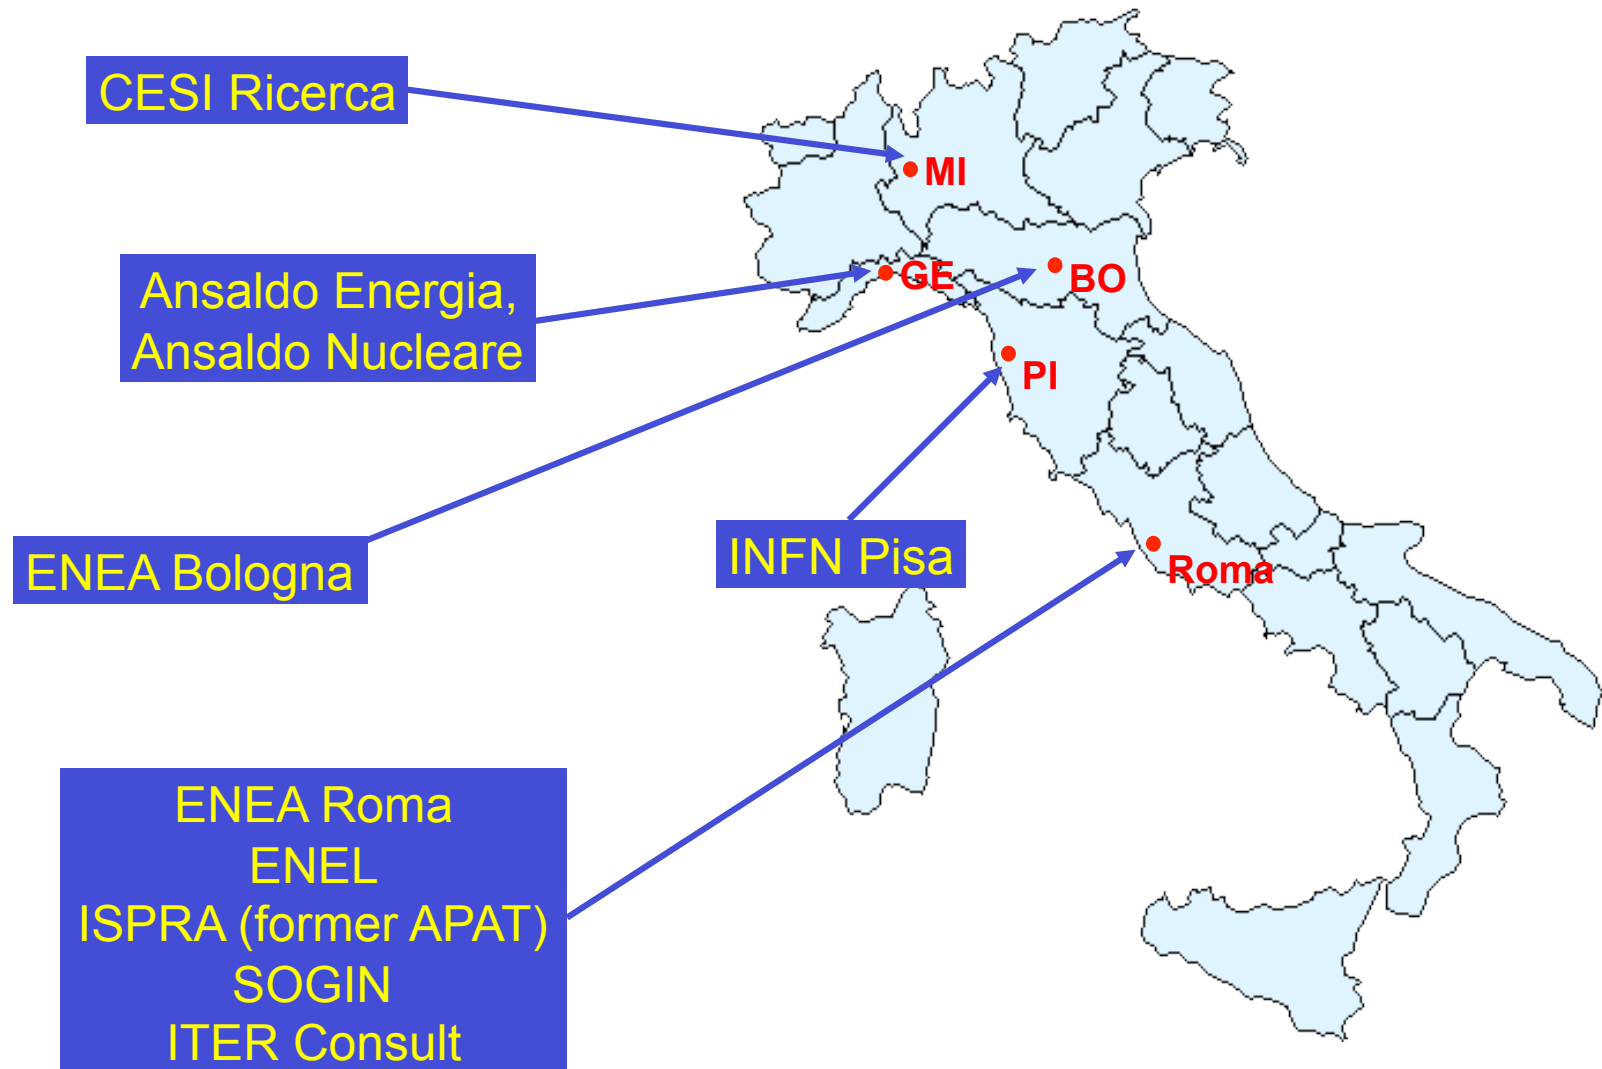 CESI Ricerca
MI
Ansaldo Energia,
Ansaldo Nucleare
GE
BO
PI
ENEA Bologna
INFN Pisa
Roma
ENEA Roma
ENEL
ISPRA (former APAT)
SOGIN
ITER Consult